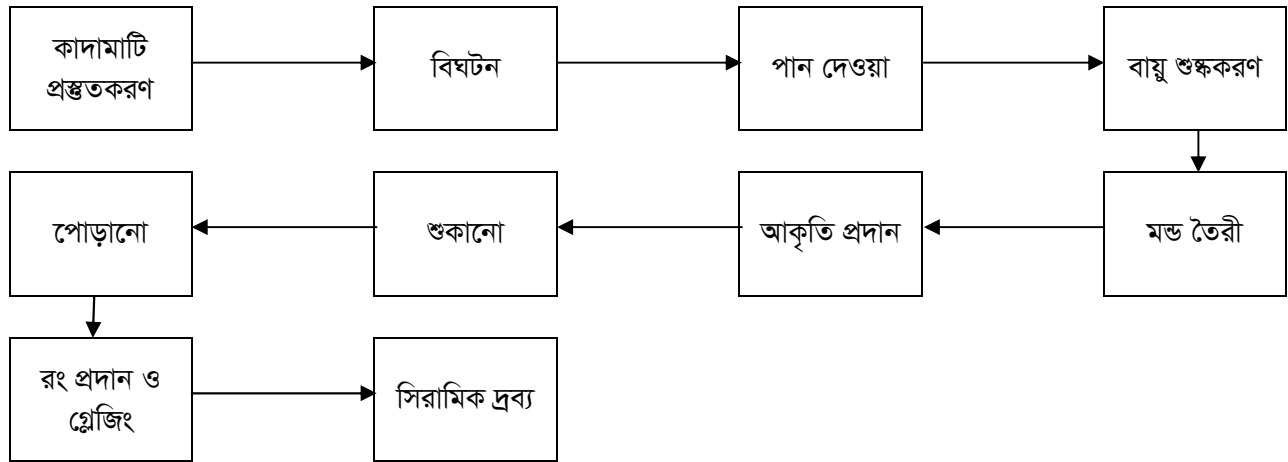 কাদামাটি
প্রস্তুতকরণ
বিঘটন
পান দেওয়া
বায়ু শুষ্ককরণ
মন্ড তৈরী
আকৃতি প্রদান
শুকানো
পোড়ানো
রং প্রদান ও
গ্লেজিং
সিরামিক দ্রব্য